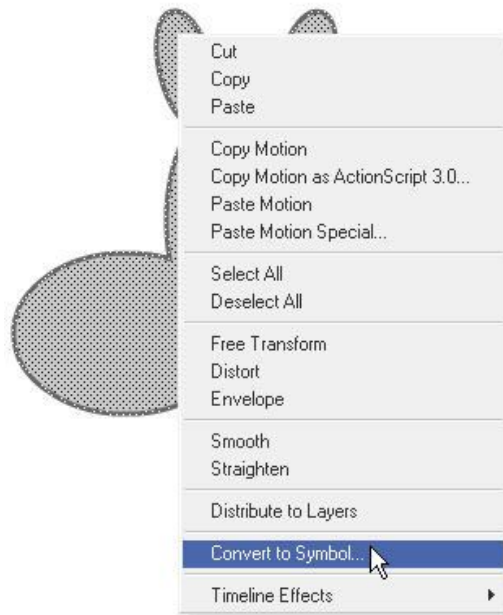 Cut
Copy
Paste
Copy Motion
Copy Motion as ActionScript 3.0...
Paste Motion
Paste Motion Special...
Select All
Deselect All
Free Transform
Distort
Envelope
Smooth
Straighten
Distribute to Layers
Convert to Symbol...
Timeline Effects